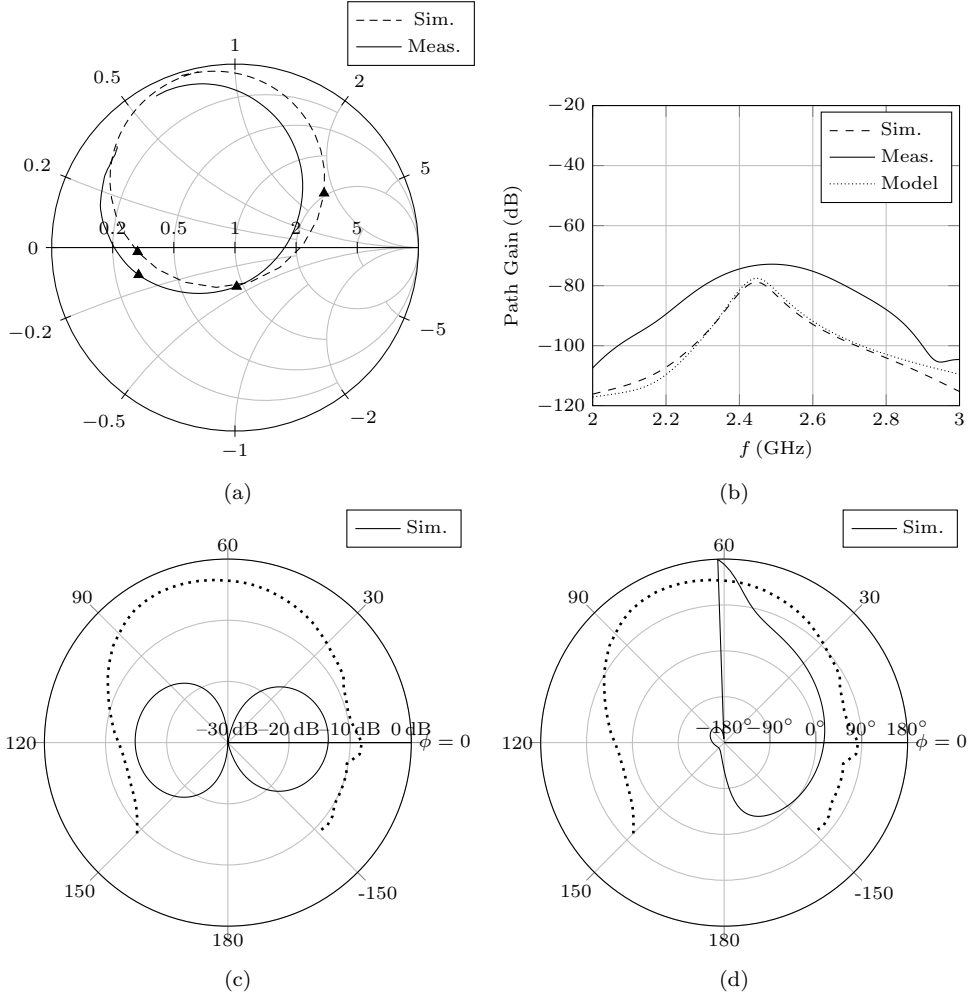 Sim.
Meas.
1
0.5
2
0.2
5
0.2
0.5
1
2
5
0
−0.2
−5
−0.5
−2
−1
(a)
−20
−40
−60
−80
−100
−120
Path Gain (dB)
Sim.
Meas.
Model
2
2.2
2.4
2.6
2.8
3
f (GHz)
(b)
Sim.
60
90
30
−30 dB
−20 dB
−10 dB
0 dB
120
ϕ = 0
150
-150
180
(c)
Sim.
60
90
30
−180°
−90°
0°
90°
180°
120
ϕ = 0
150
-150
180
(d)